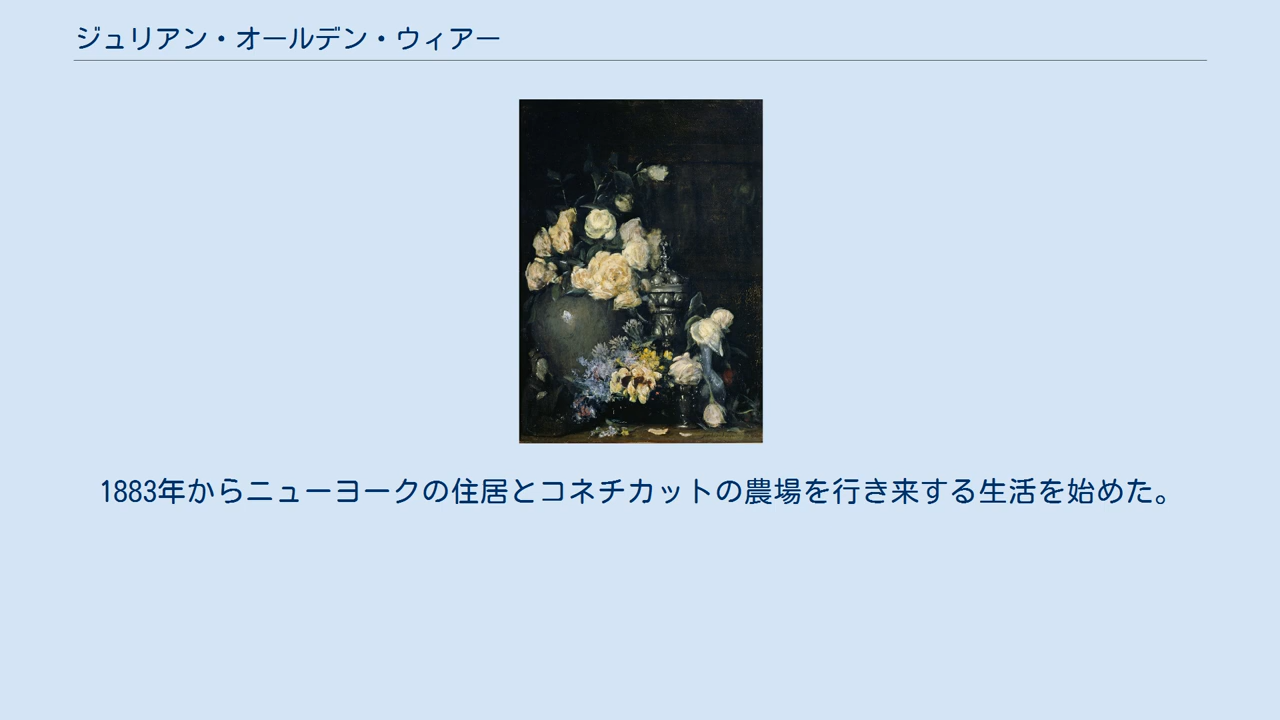 ジュリアン・オールデン・ウィアー
1883年からニューヨークの住居とコネチカットの農場を行き来する生活を始めた。